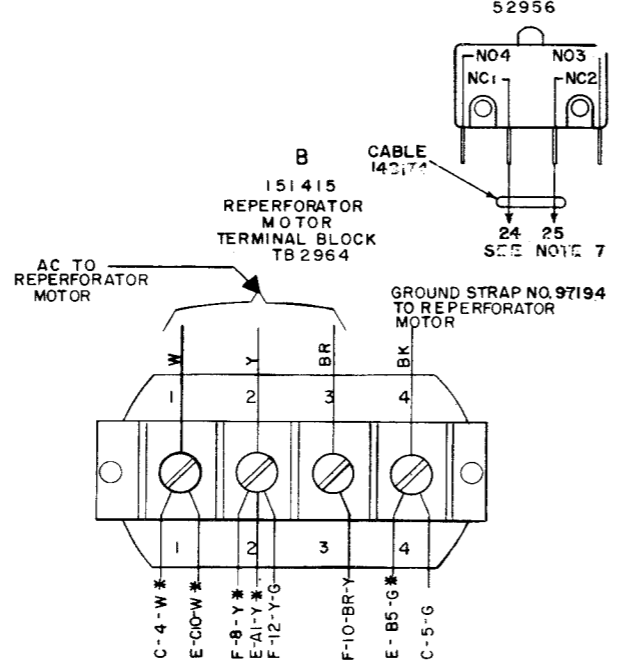 52956
NO4 NO3
NC1 NC2
CABLE
24 25
SEE NOTE 7
B
151415
REPERFORATOR
MOTOR
TERMINAL BLOCK
TB2964
AC TO
REPERFORATOR
MOTOR
GROUND STRAP NO. 97194
TO REPERFORATOR
MOTOR
W
Y
BR
BK
1 2 3 4
1 2 3 4
C-4-W*
E-C10-W*
F-8-Y*
E-A1-Y*
F-12-Y-G
F-10-BR-Y
E-B5-G*
C-5-G